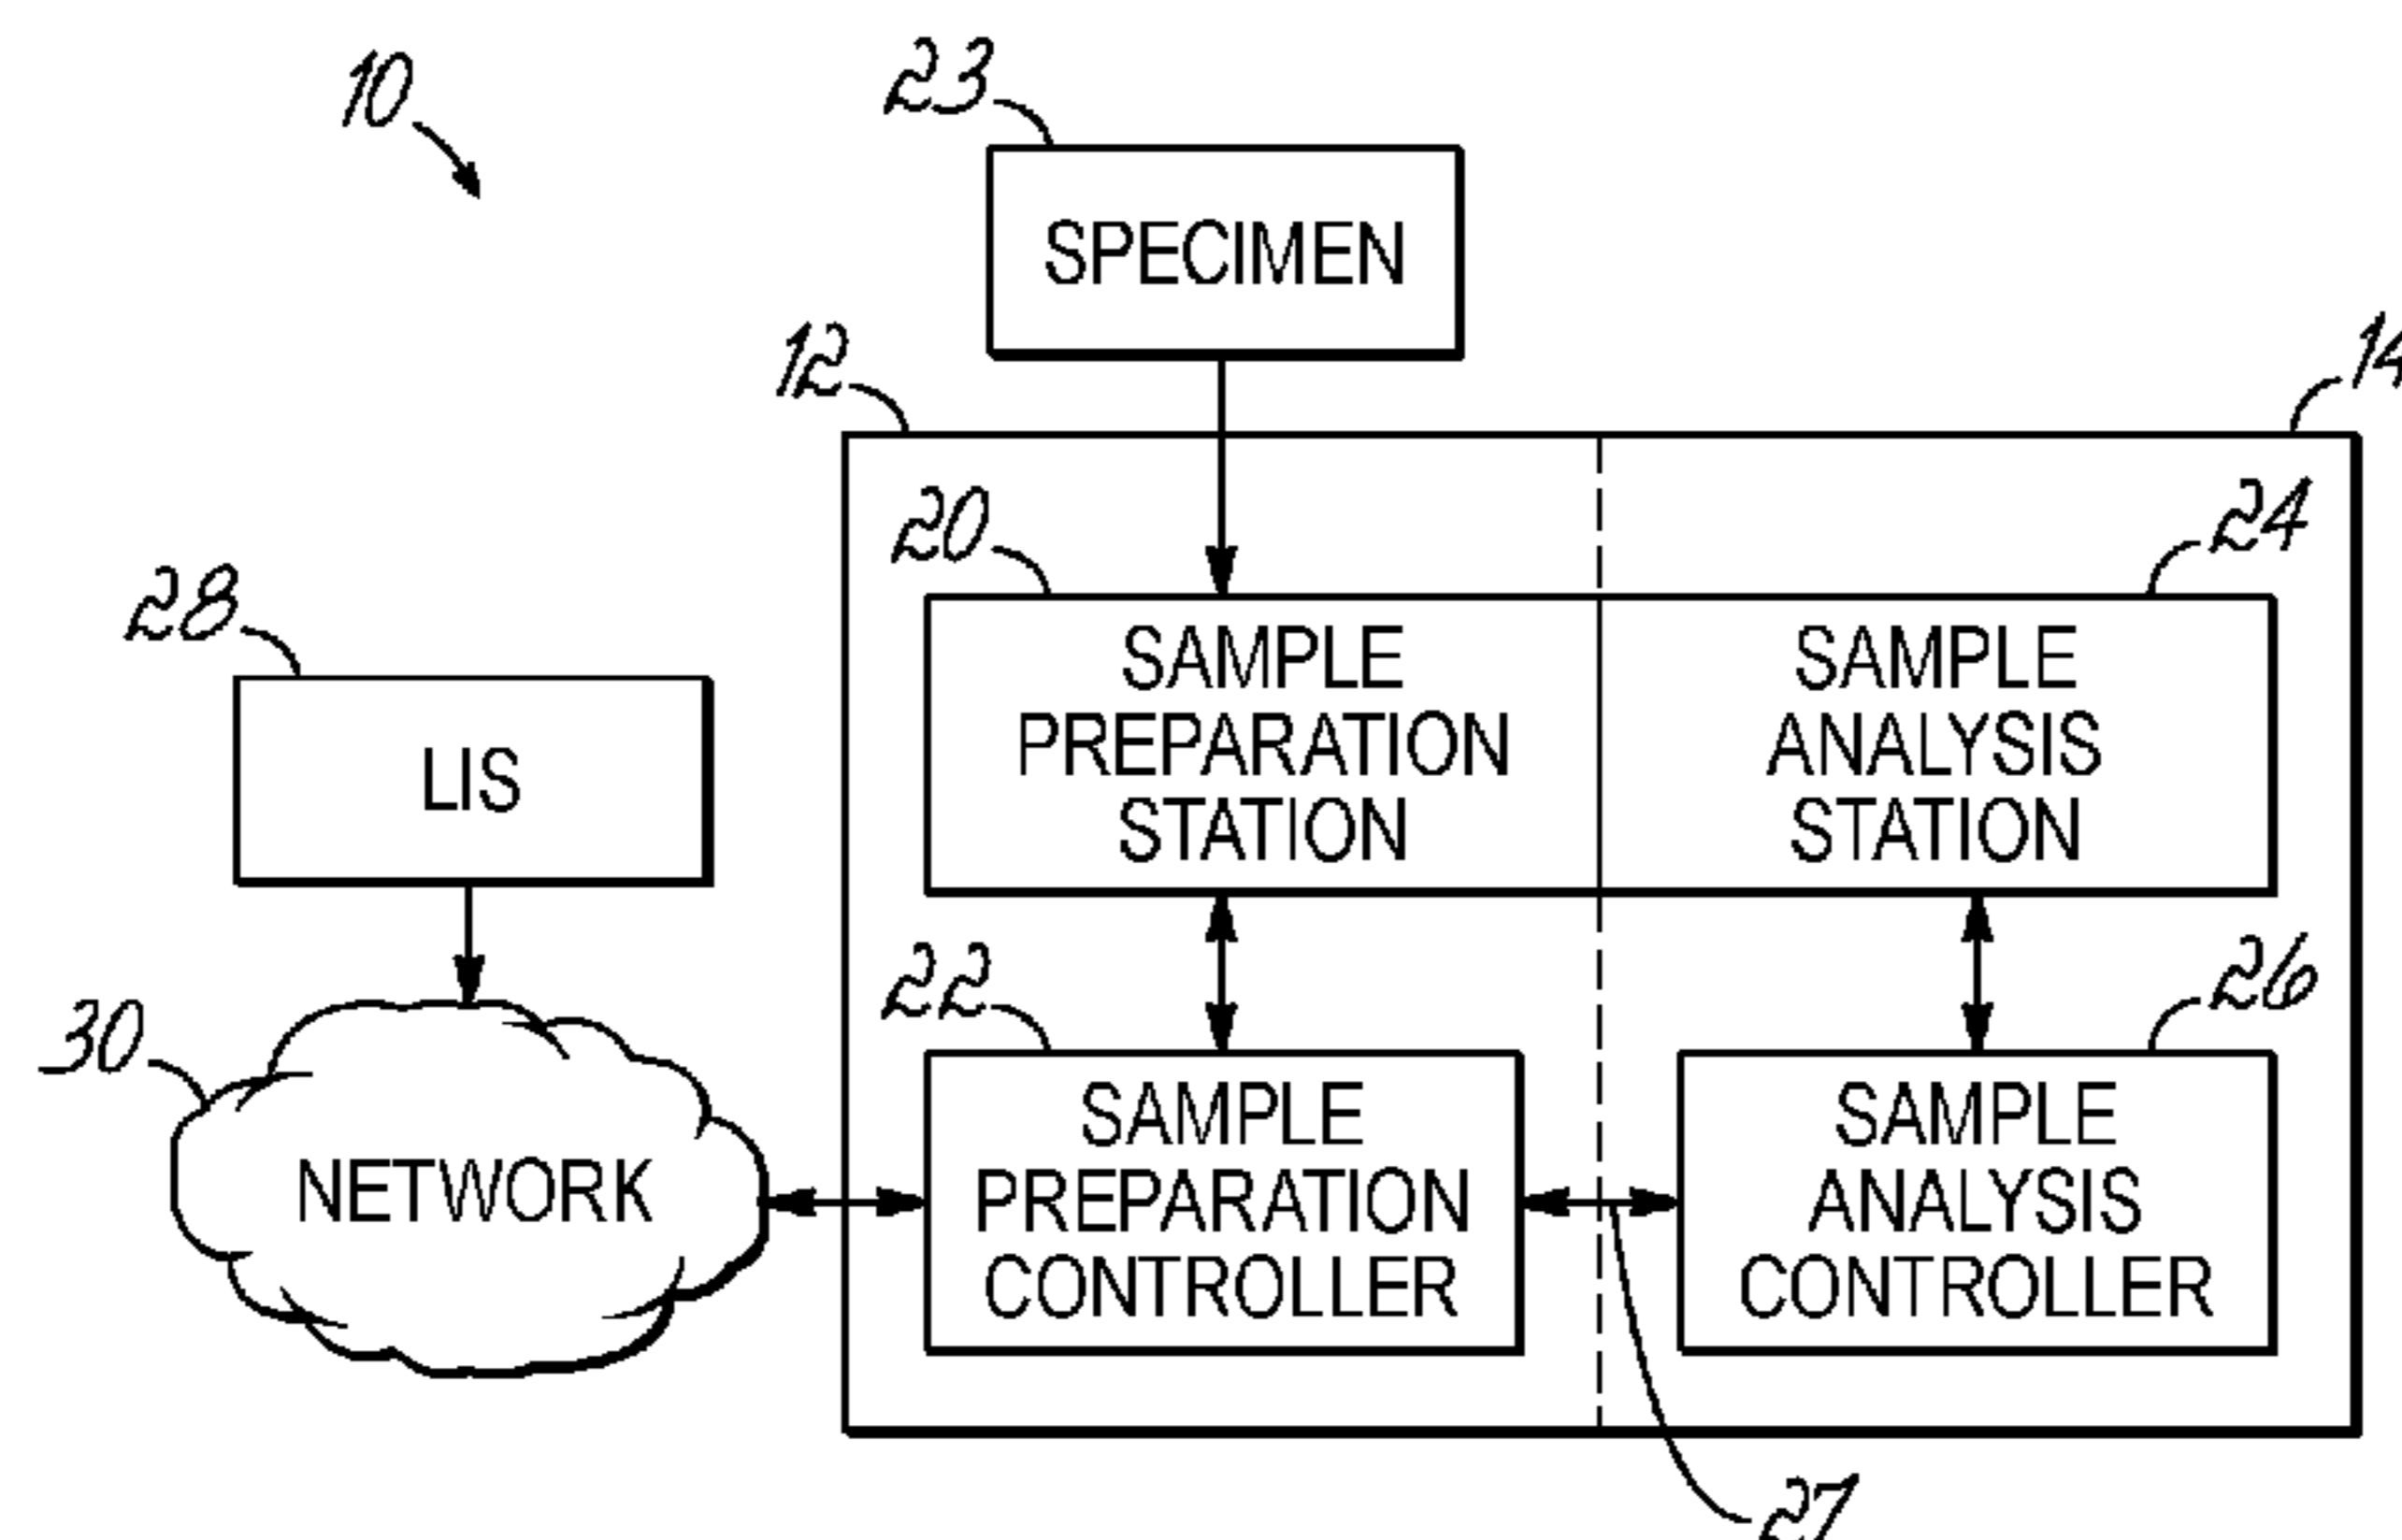 10
23
SPECIMEN
12
14
20
24
SAMPLE
PREPARATION
STATION
SAMPLE
ANALYSIS
STATION
28
LIS
22
26
30
NETWORK
SAMPLE
PREPARATION
CONTROLLER
SAMPLE
ANALYSIS
CONTROLLER
27